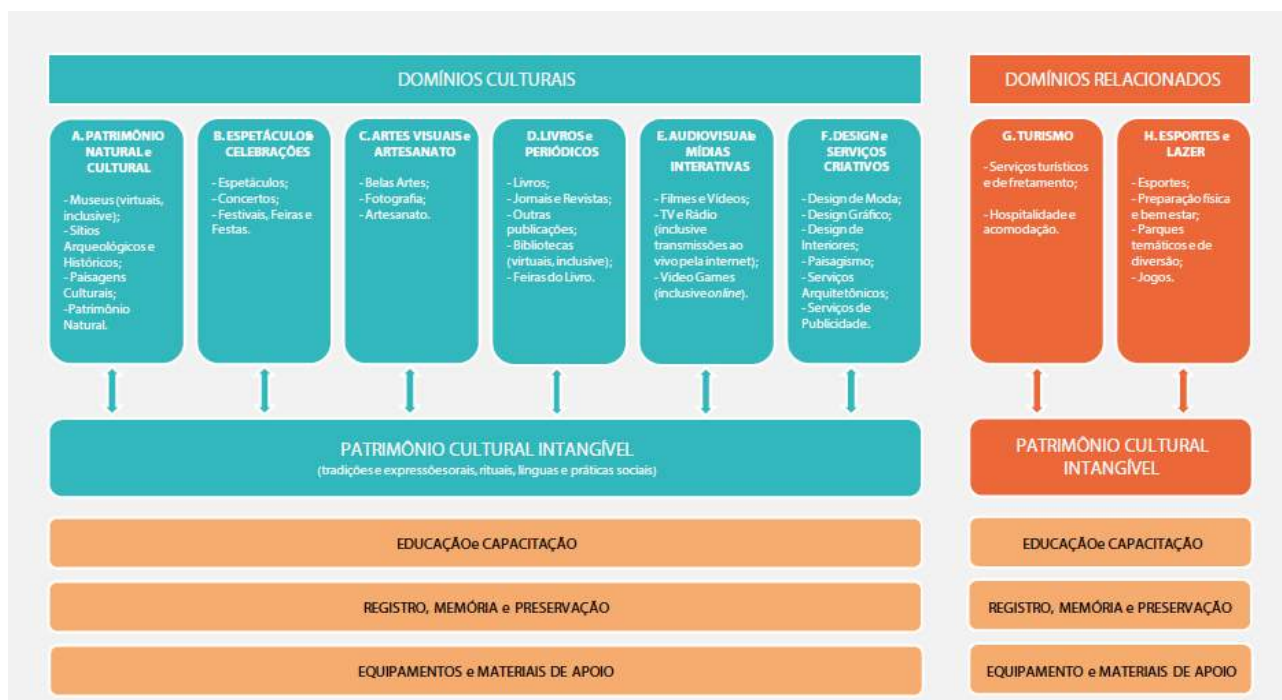 DOMÍNIOS CULTURAIS
DOMÍNIOS RELACIONADOS
A. PATRIMÔNIO
NATURAL e
CULTURAL
- Museus (virtuais,
inclusive);
- Sítios
Arqueológicos e
Históricos;
- Paisagens
Culturais;
- Patrimônio
Natural.
B. ESPETÁCULOS e
CELEBRAÇÕES
- Espetáculos;
- Concertos;
- Festivais, Feiras e
Festas.
C. ARTES VISUAIS e
ARTESANATO
- Belas Artes;
- Fotografia;
- Artesanato.
D. LIVROS e
PERIÓDICOS
- Livros;
- Jornais e Revistas;
- Outras
publicações;
- Bibliotecas
(virtuais, inclusive);
- Feiras do Livro.
E. AUDIOVISUAL e
MÍDIAS
INTERATIVAS
- Filmes e Vídeos;
- TV e Rádio
(inclusive
transmissões ao
vivo pela internet);
- Video Games
(inclusive online).
F. DESIGN e
SERVIÇOS
CRIATIVOS
- Design de Moda;
- Design Gráfico;
- Design de
Interiores;
- Paisagismo;
- Serviços
Arquitetônicos;
- Serviços de
Publicidade.
G. TURISMO
- Serviços turísticos
e de fretamento;
- Hospitalidade e
acomodação.
H. ESPORTES e
LAZER
- Esportes;
- Preparação física
e bem estar;
- Parques
temáticos e de
diversão;
- Jogos.
PATRIMÔNIO CULTURAL INTANGÍVEL
(tradições e expressões orais, rituais, línguas e práticas sociais)
PATRIMÔNIO CULTURAL
INTANGÍVEL
EDUCAÇÃO e CAPACITAÇÃO
EDUCAÇÃO e CAPACITAÇÃO
REGISTRO, MEMÓRIA e PRESERVAÇÃO
REGISTRO, MEMÓRIA e PRESERVAÇÃO
EQUIPAMENTOS e MATERIAIS DE APOIO
EQUIPAMENTO e MATERIAIS DE APOIO